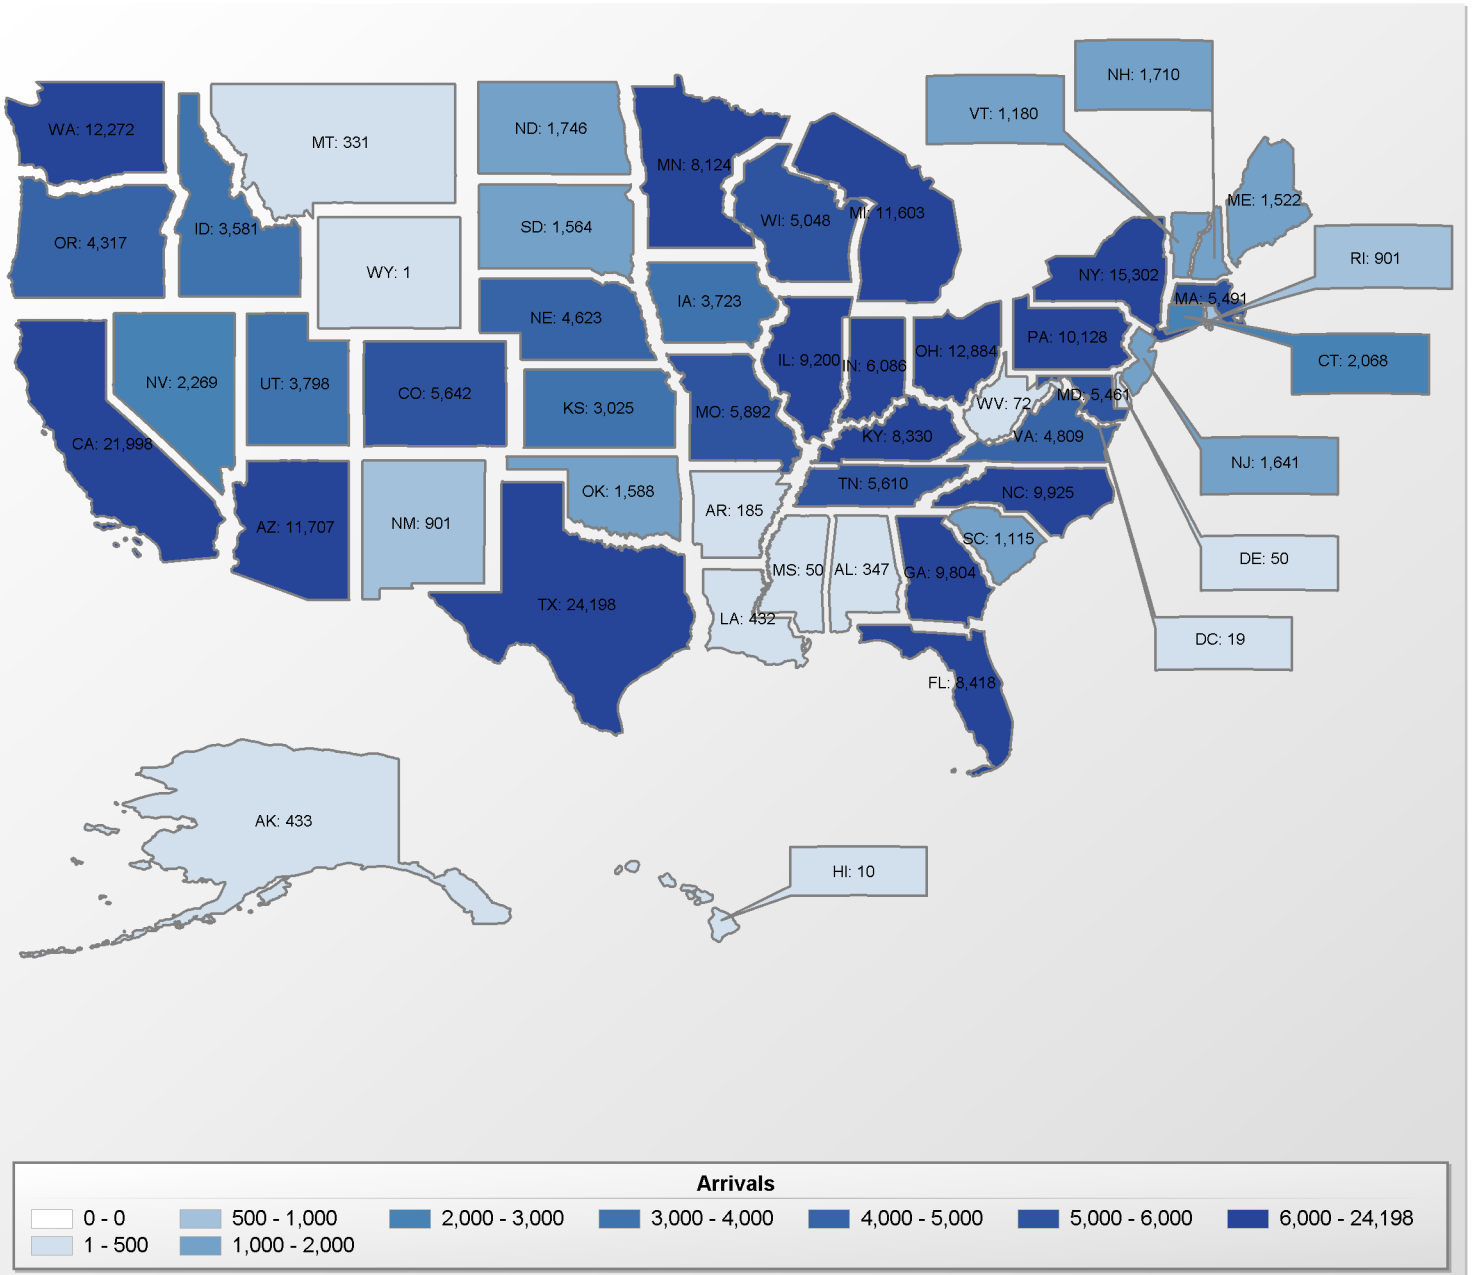 NH: 1,710
VT: 1,180
WA: 12,272
MT: 331
ND: 1,746
MN: 8,124
ME: 1,522
OR: 4,317
ID: 3,581
SD: 1,564
WI: 5,048
MI: 11,603
WY: 1
NY: 15,302
RI: 901
MA: 5,491
NE: 4,623
IA: 3,723
PA: 10,128
OH: 12,884
IL: 9,200
IN: 6,086
CT: 2,068
NV: 2,269
UT: 3,798
CO: 5,642
KS: 3,025
MO: 5,892
WV: 72
MD: 5,461
CA: 21,998
KY: 8,330
VA: 4,809
NJ: 1,641
TN: 5,610
OK: 1,588
NC: 9,925
AZ: 11,707
NM: 901
AR: 185
SC: 1,115
DE: 50
MS: 50
AL: 347
GA: 9,804
TX: 24,198
LA: 432
DC: 19
FL: 8,418
AK: 433
HI: 10
Arrivals
0 - 0
500 - 1,000
2,000 - 3,000
3,000 - 4,000
4,000 - 5,000
5,000 - 6,000
6,000 - 24,198
1 - 500
1,000 - 2,000